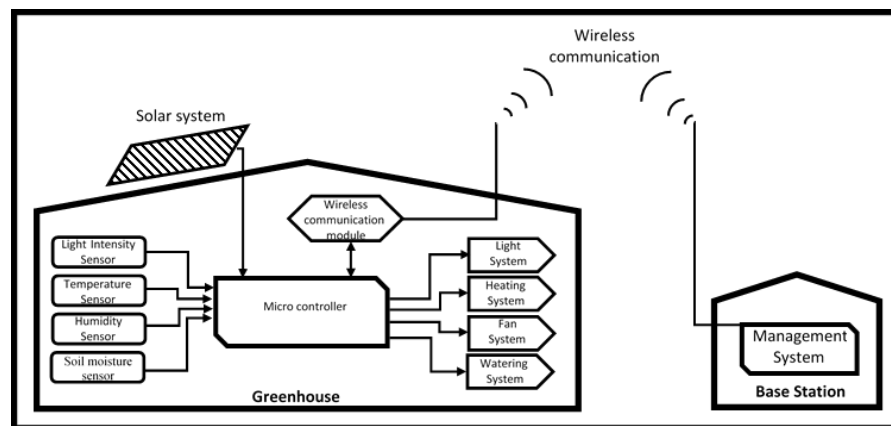 Wireless
communication
Solar system
Wireless
communication
module
Light Intensity
Sensor
Temperature
Sensor
Humidity
Sensor
Soil moisture
sensor
Micro controller
Light
System
Heating
System
Fan
System
Watering
System
Greenhouse
Management
System
Base Station